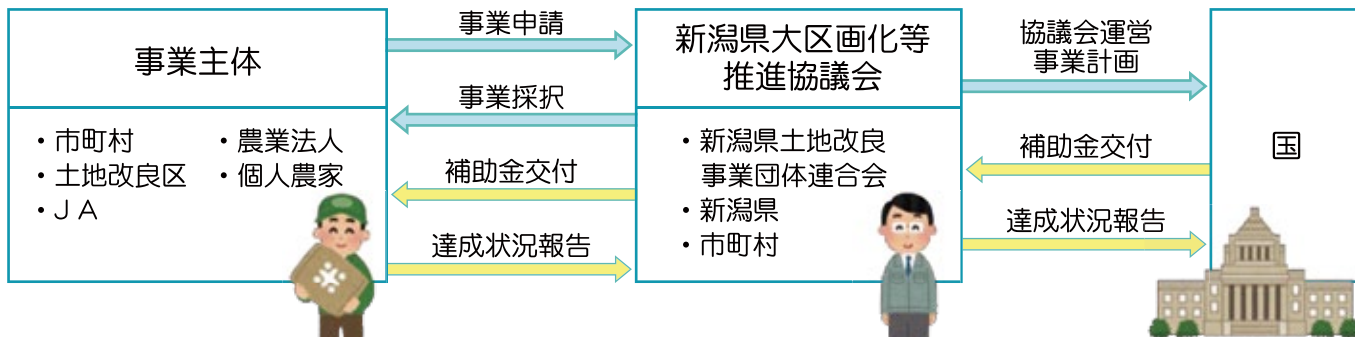 事業主体
・市町村
・土地改良区
・ＪＡ
・農業法人
・個人農家
事業申請
事業採択
補助金交付
達成状況報告
新潟県大区画化等
推進協議会
・新潟県土地改良
事業団体連合会
・新潟県
・市町村
協議会運営
事業計画
補助金交付
達成状況報告
国
米